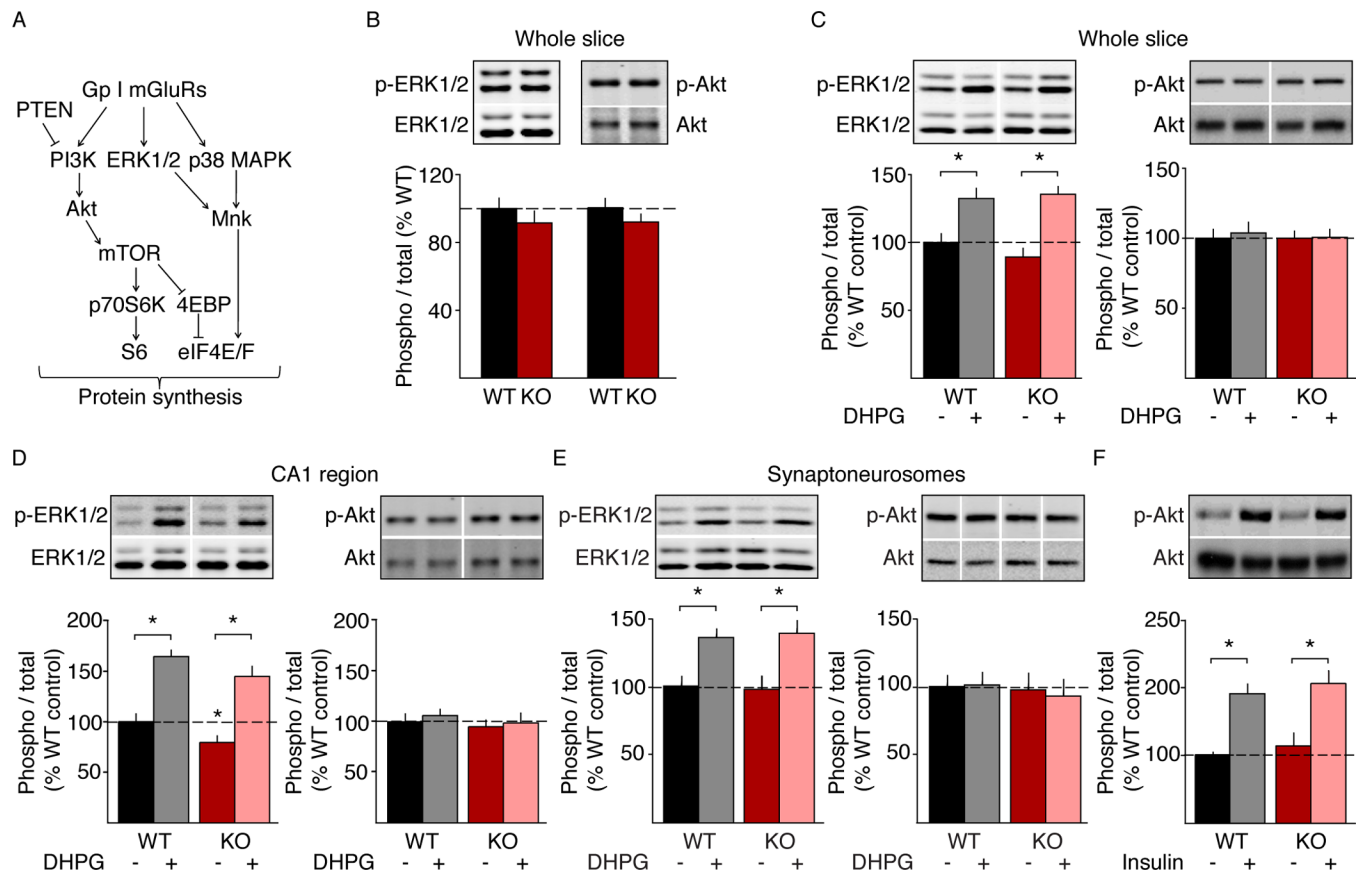 A
Gp I mGluRs
PTEN
PI3K ERK1/2 p38 MAPK
Akt
Mnk
mTOR
p70S6K 4EBP
S6 eIF4E/F
Protein synthesis
B
Whole slice
p-ERK1/2
ERK1/2
p-Akt
Akt
Phospho / total (% WT)
120
80
40
WT KO WT KO
C
Whole slice
p-ERK1/2
ERK1/2
Phospho / total
(% WT control)
150
100
50
* *
WT KO
DHPG - + - +
p-Akt
Akt
Phospho / total
(% WT control)
150
100
50
WT KO
DHPG - + - +
D
CA1 region
p-ERK1/2
ERK1/2
Phospho / total
(% WT control)
200
150
100
50
* *
*
WT KO
DHPG - + - +
p-Akt
Akt
Phospho / total
(% WT control)
200
150
100
50
WT KO
DHPG - + - +
E
Synaptoneurosomes
p-ERK1/2
ERK1/2
Phospho / total
(% WT control)
150
100
50
* *
WT KO
DHPG - + - +
p-Akt
Akt
Phospho / total
(% WT control)
150
100
50
WT KO
DHPG - + - +
F
p-Akt
Akt
Phospho / total
(% WT control)
250
200
100
* *
WT KO
Insulin - + - +